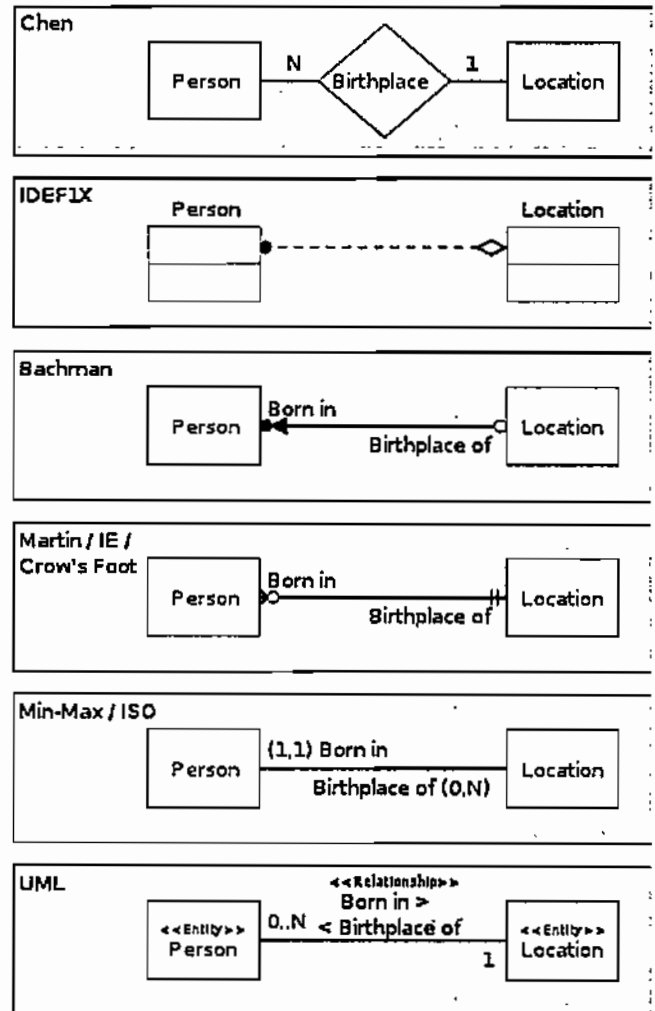 Chen
Person
N
Birthplace
1
Location
IDEF1X
Person
Location
Bachman
Person
Born in
Birthplace of
Location
Martin / IE /
Crow's Foot
Person
Born in
Birthplace of
Location
Min-Max / ISO
Person
(1,1) Born in
Birthplace of (0,N)
Location
UML
<<Entity>>
Person
0..N
<<Relationship>>
Born in >
< Birthplace of
1
<<Entity>>
Location